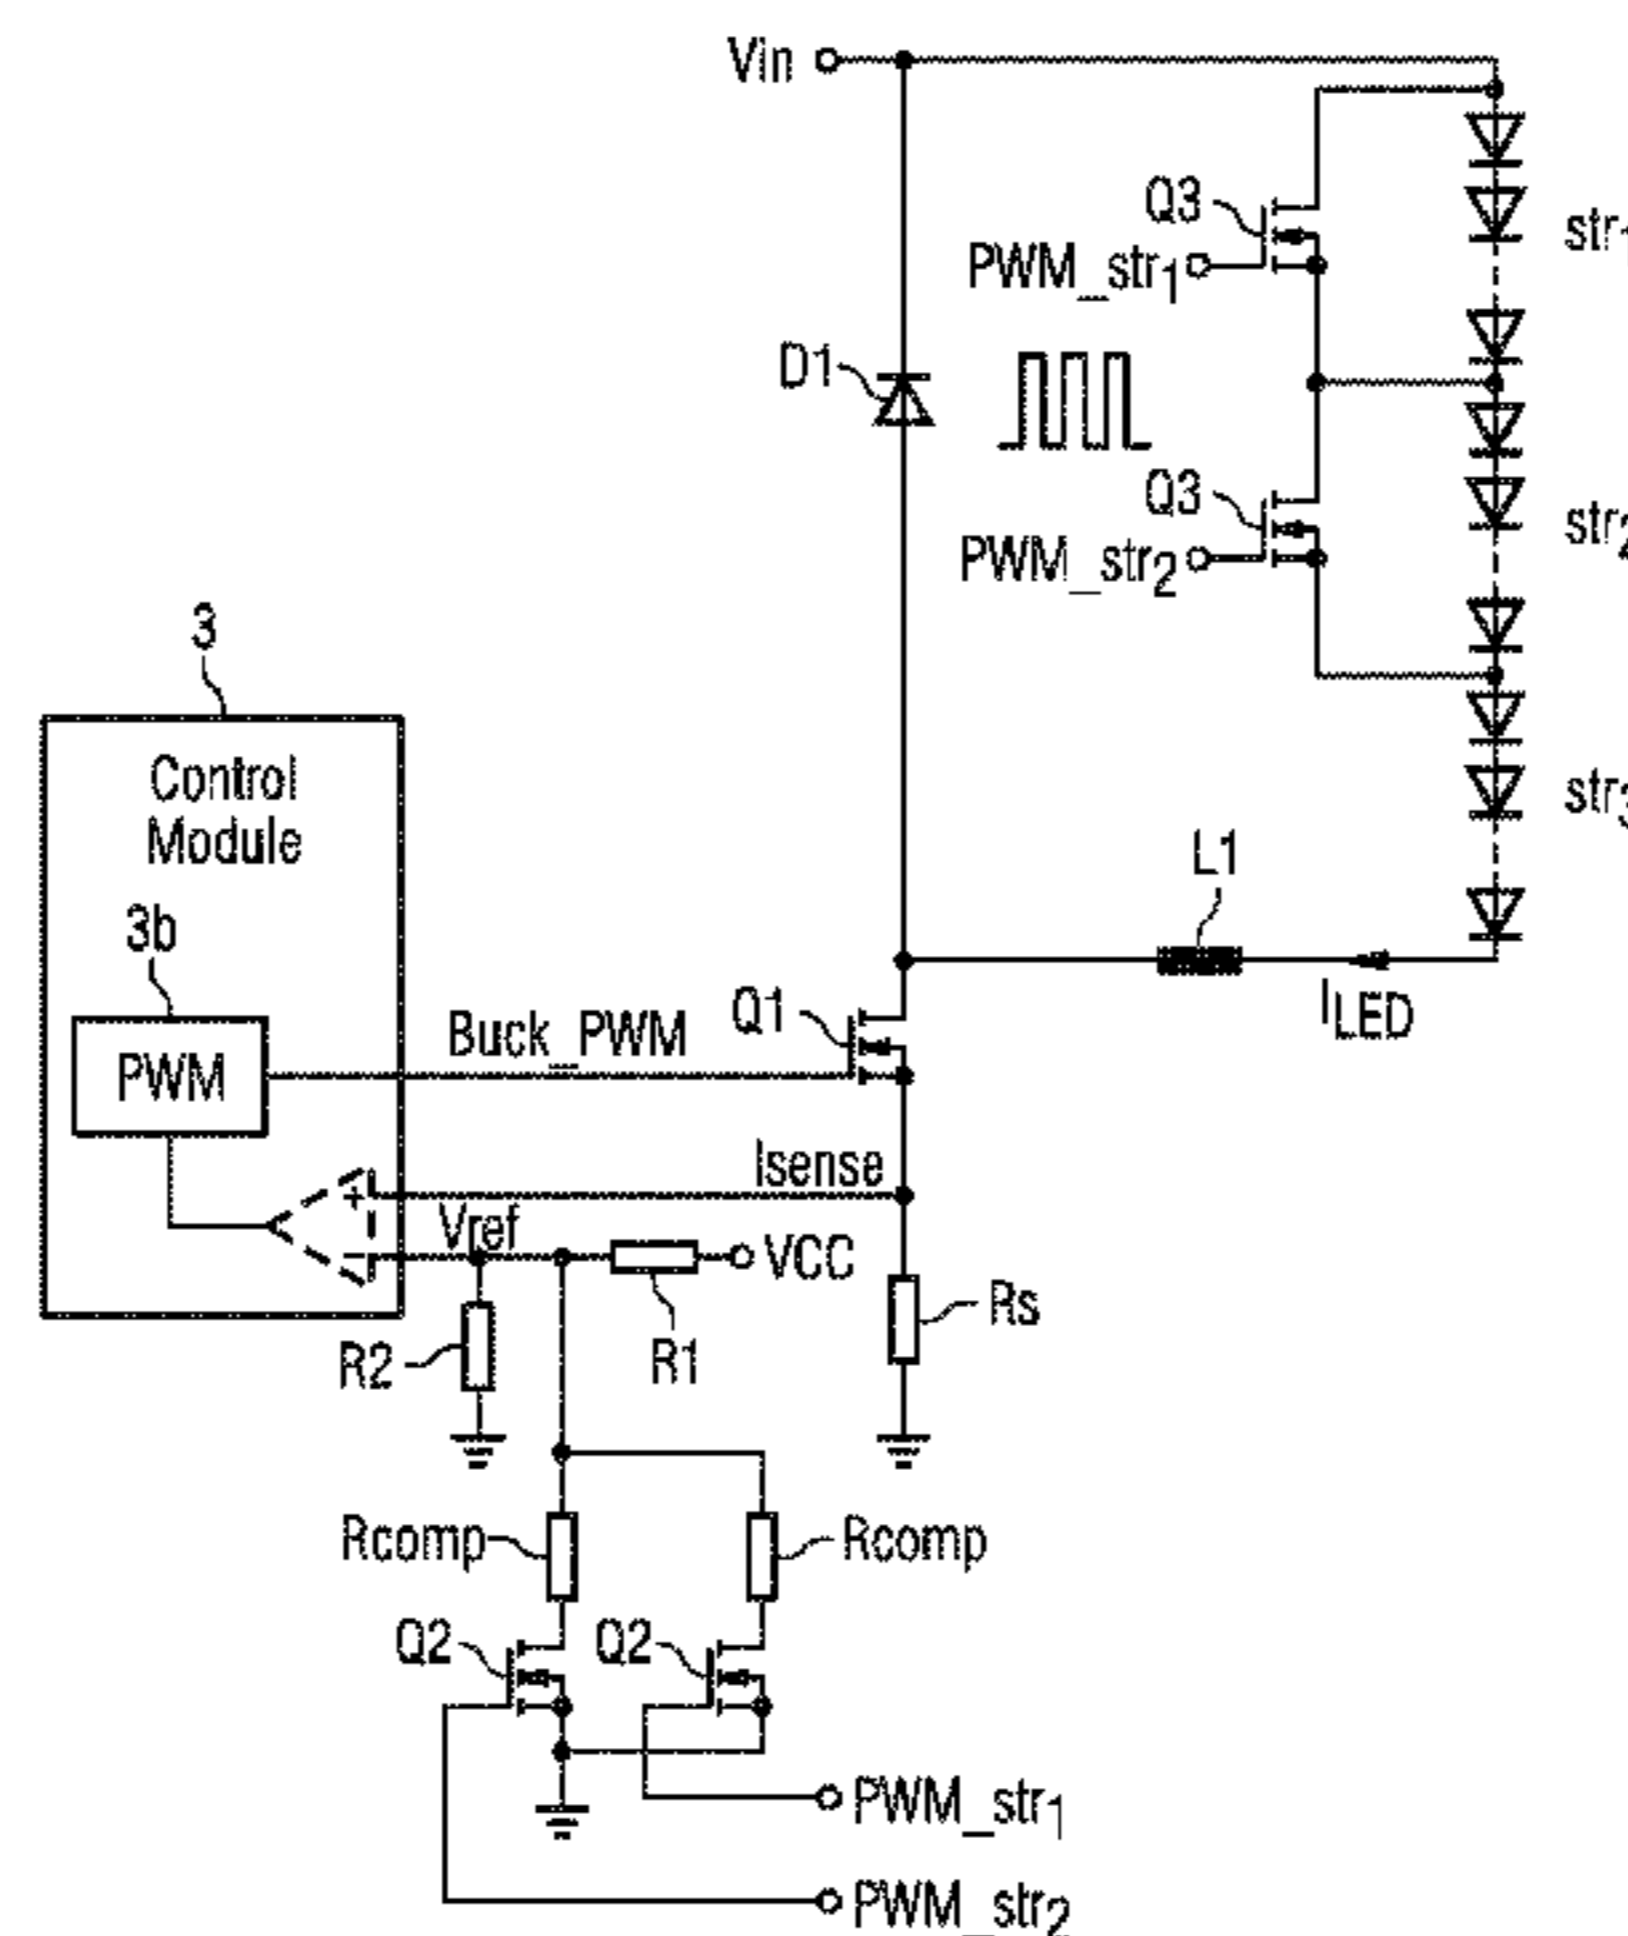 Vin
Q3
str1
PWM_str1
D1
Q3
str2
PWM_str2
3
Control
Module
str3
L1
3b
Q1
Buck_PWM
ILED
PWM
Isense
+
Vref
−
VCC
Rs
R2
R1
Rcomp
Rcomp
Q2
Q2
PWM_str1
PWM_str2